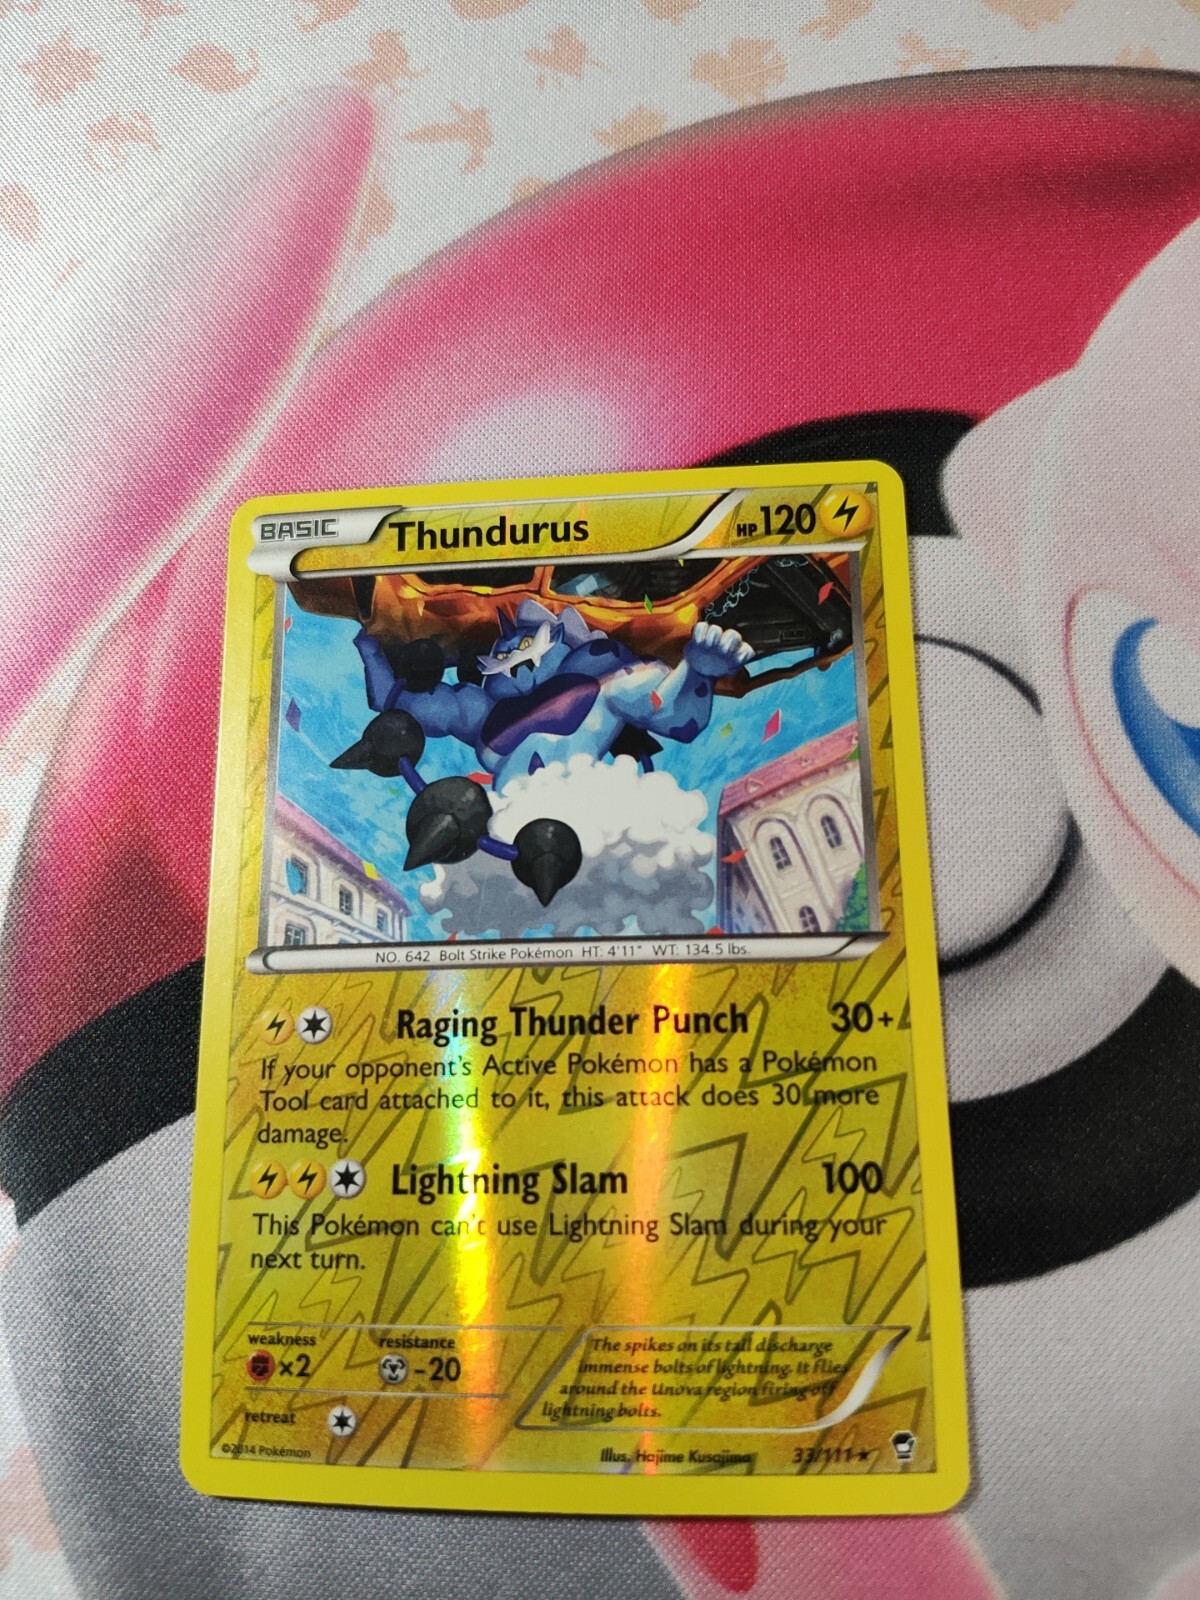 BASIC Thundurus HP120
NO. 642 Bolt Strike Pokémon HT: 4'11" WT: 134.5 lbs.
Raging Thunder Punch 30+
If your opponent's Active Pokémon has a Pokémon
Tool card attached to it, this attack does 30 more
damage.
Lightning Slam 100
This Pokémon can't use Lightning Slam during your
next turn.
weakness resistance
×2 -20
retreat
The spikes on its tail discharge
immense bolts of lightning. It flies
around the Unova region firing off
lightning bolts.
©2014 Pokémon Illus. Hajime Kusajima 33/111★